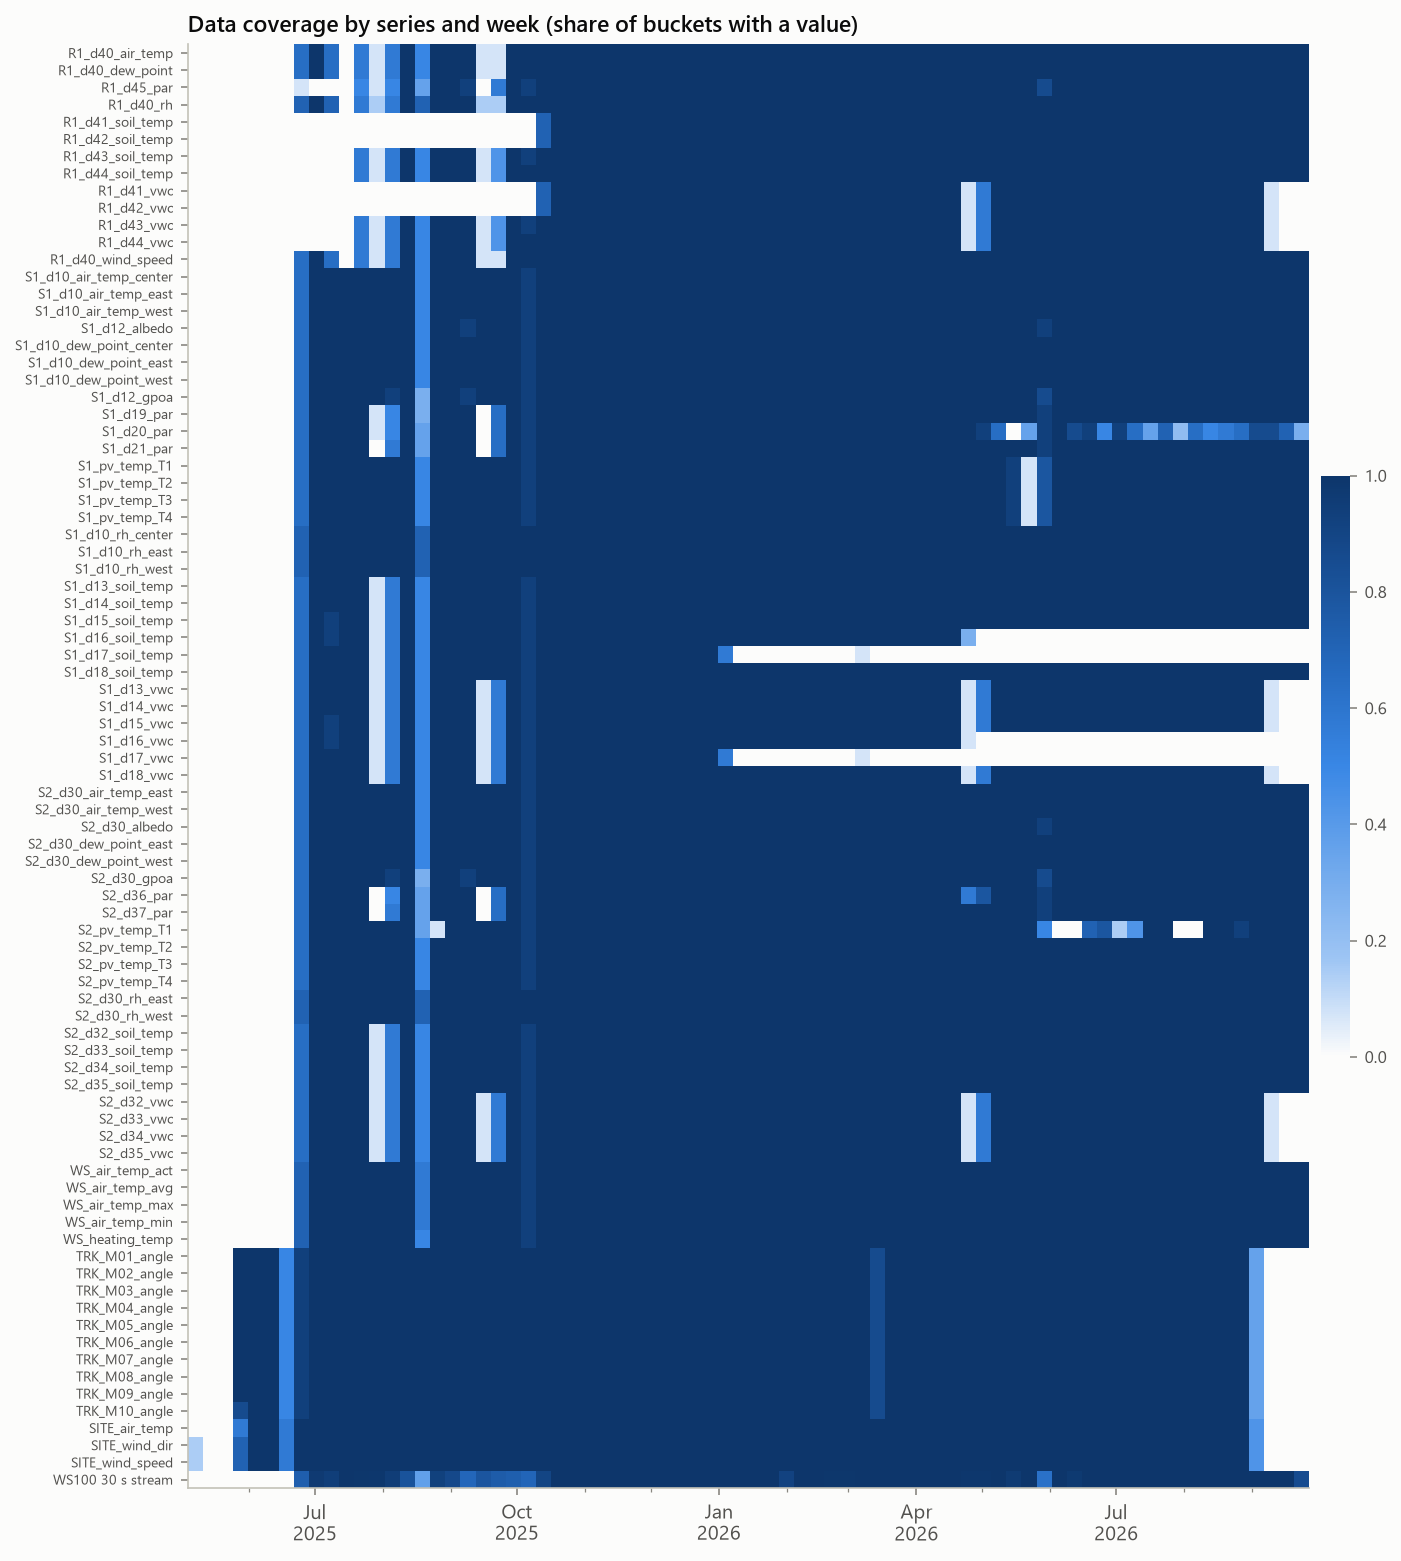 Data coverage by series and week (share of buckets with a value)
R1_d40_air_temp
R1_d40_dew_point
R1_d45_par
R1_d40_rh
R1_d41_soil_temp
R1_d42_soil_temp
R1_d43_soil_temp
R1_d44_soil_temp
R1_d41_vwc
R1_d42_vwc
R1_d43_vwc
R1_d44_vwc
R1_d40_wind_speed
S1_d10_air_temp_center
S1_d10_air_temp_east
S1_d10_air_temp_west
S1_d12_albedo
S1_d10_dew_point_center
S1_d10_dew_point_east
S1_d10_dew_point_west
S1_d12_gpoa
S1_d19_par
S1_d20_par
S1_d21_par
S1_pv_temp_T1
S1_pv_temp_T2
S1_pv_temp_T3
S1_pv_temp_T4
S1_d10_rh_center
S1_d10_rh_east
S1_d10_rh_west
S1_d13_soil_temp
S1_d14_soil_temp
S1_d15_soil_temp
S1_d16_soil_temp
S1_d17_soil_temp
S1_d18_soil_temp
S1_d13_vwc
S1_d14_vwc
S1_d15_vwc
S1_d16_vwc
S1_d17_vwc
S1_d18_vwc
S2_d30_air_temp_east
S2_d30_air_temp_west
S2_d30_albedo
S2_d30_dew_point_east
S2_d30_dew_point_west
S2_d30_gpoa
S2_d36_par
S2_d37_par
S2_pv_temp_T1
S2_pv_temp_T2
S2_pv_temp_T3
S2_pv_temp_T4
S2_d30_rh_east
S2_d30_rh_west
S2_d32_soil_temp
S2_d33_soil_temp
S2_d34_soil_temp
S2_d35_soil_temp
S2_d32_vwc
S2_d33_vwc
S2_d34_vwc
S2_d35_vwc
WS_air_temp_act
WS_air_temp_avg
WS_air_temp_max
WS_air_temp_min
WS_heating_temp
TRK_M01_angle
TRK_M02_angle
TRK_M03_angle
TRK_M04_angle
TRK_M05_angle
TRK_M06_angle
TRK_M07_angle
TRK_M08_angle
TRK_M09_angle
TRK_M10_angle
SITE_air_temp
SITE_wind_dir
SITE_wind_speed
WS100 30 s stream
Jul
2025
Oct
2025
Jan
2026
Apr
2026
Jul
2026
1.0
0.8
0.6
0.4
0.2
0.0